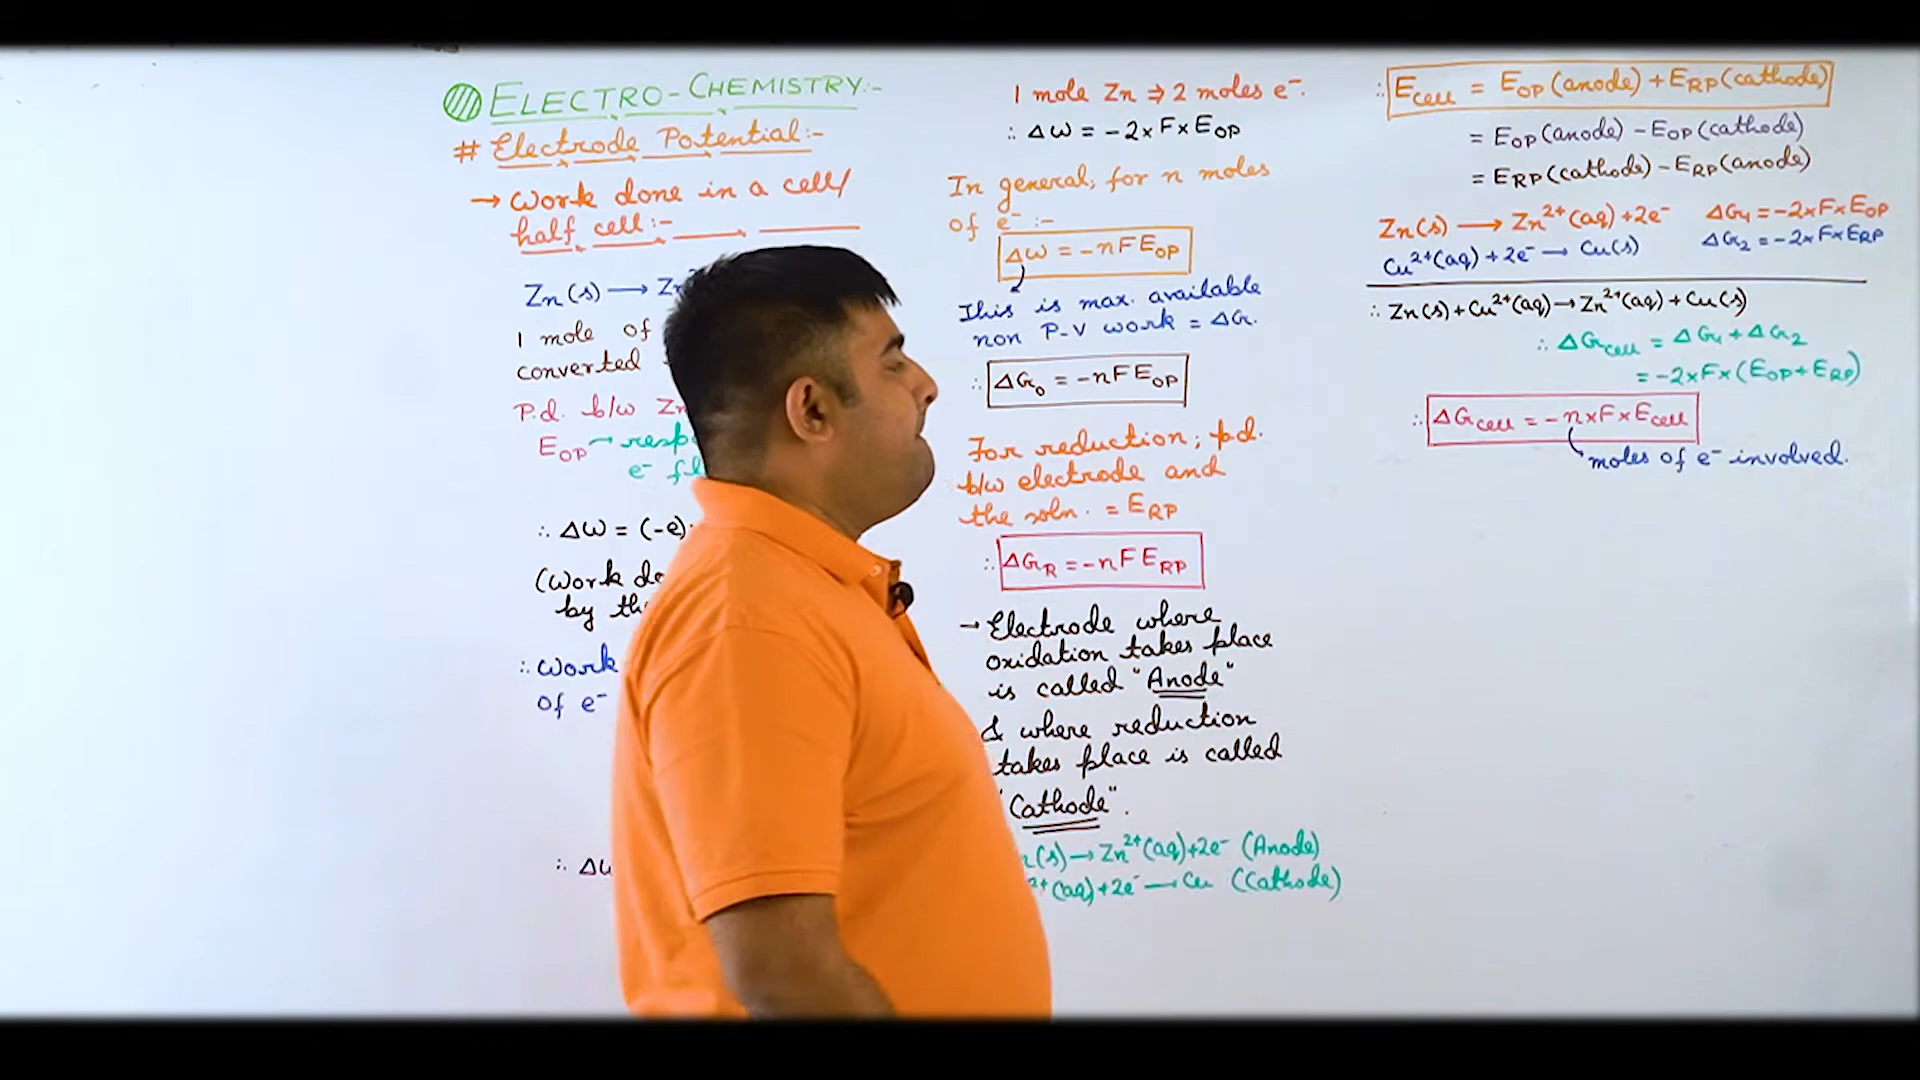 ELECTRO-CHEMISTRY:-
# Electrode Potential:-
→ Work done in a cell/
half cell:-
Zn(s) → Zn
1 mole of
converted
P.d. b/w Zn
E_OP → resp
e⁻ fl
∴ ΔW = (-e)
(Work do
by th
∴ Work
of e⁻
∴ ΔW
1 mole Zn ⇒ 2 moles e⁻.
∴ ΔW = -2×F×E_OP
In general, for n moles
of e⁻ :-
ΔW = -nFE_OP
This is max. available
non P-V work = ΔG.
∴ ΔG_O = -nFE_OP
For reduction; p.d.
b/w electrode and
the soln. = E_RP
∴ ΔG_R = -nFE_RP
→ Electrode where
oxidation takes place
is called "Anode"
& where reduction
takes place is called
"Cathode".
(s) → Zn²⁺(aq)+2e⁻ (Anode)
²⁺(aq)+2e⁻ → Cu (Cathode)
∴ E_cell = E_OP(anode) + E_RP(cathode)
= E_OP(anode) - E_OP(cathode)
= E_RP(cathode) - E_RP(anode)
Zn(s) → Zn²⁺(aq)+2e⁻ ΔG₁ = -2×F×E_OP
Cu²⁺(aq)+2e⁻ → Cu(s) ΔG₂ = -2×F×E_RP
∴ Zn(s)+Cu²⁺(aq) → Zn²⁺(aq)+Cu(s)
∴ ΔG_cell = ΔG₁ + ΔG₂
= -2×F×(E_OP+E_RP)
∴ ΔG_cell = -n×F×E_cell
moles of e⁻ involved.